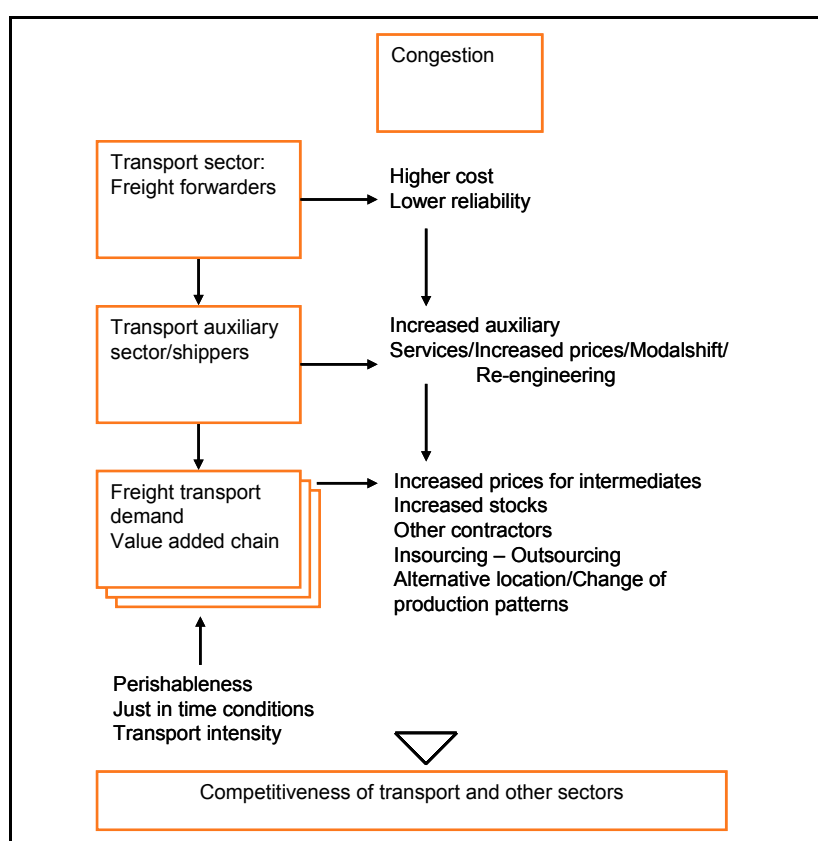 Congestion
Transport sector:
Freight forwarders
Higher cost
Lower reliability
Transport auxiliary
sector/shippers
Increased auxiliary
Services/Increased prices/Modalshift/
Re-engineering
Freight transport
demand
Value added chain
Increased prices for intermediates
Increased stocks
Other contractors
Insourcing – Outsourcing
Alternative location/Change of
production patterns
Perishableness
Just in time conditions
Transport intensity
Competitiveness of transport and other sectors